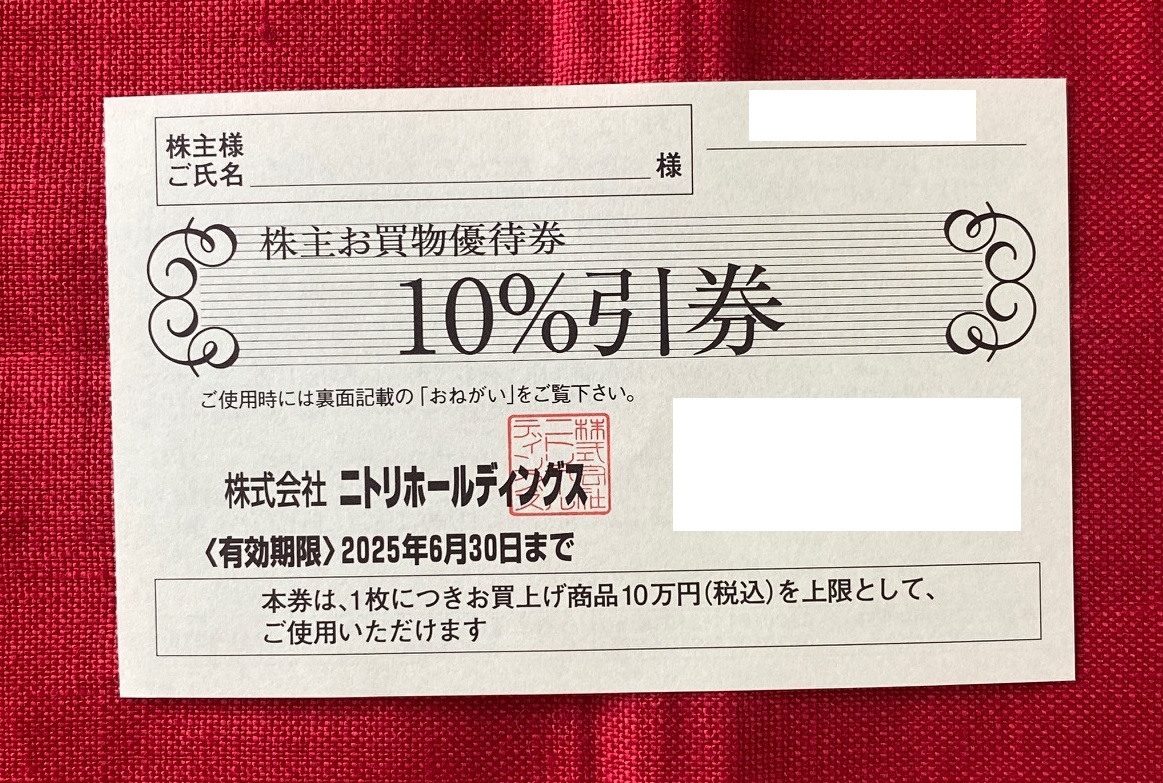 株主様
ご氏名 様
株主お買物優待券
10%引券
ご使用時には裏面記載の「おねがい」をご覧下さい。
株式会社 ニトリホールディングス
株式会社
ニトリホール
ディングス
〈有効期限〉2025年6月30日まで
本券は、1枚につきお買上げ商品10万円(税込)を上限として、
ご使用いただけます